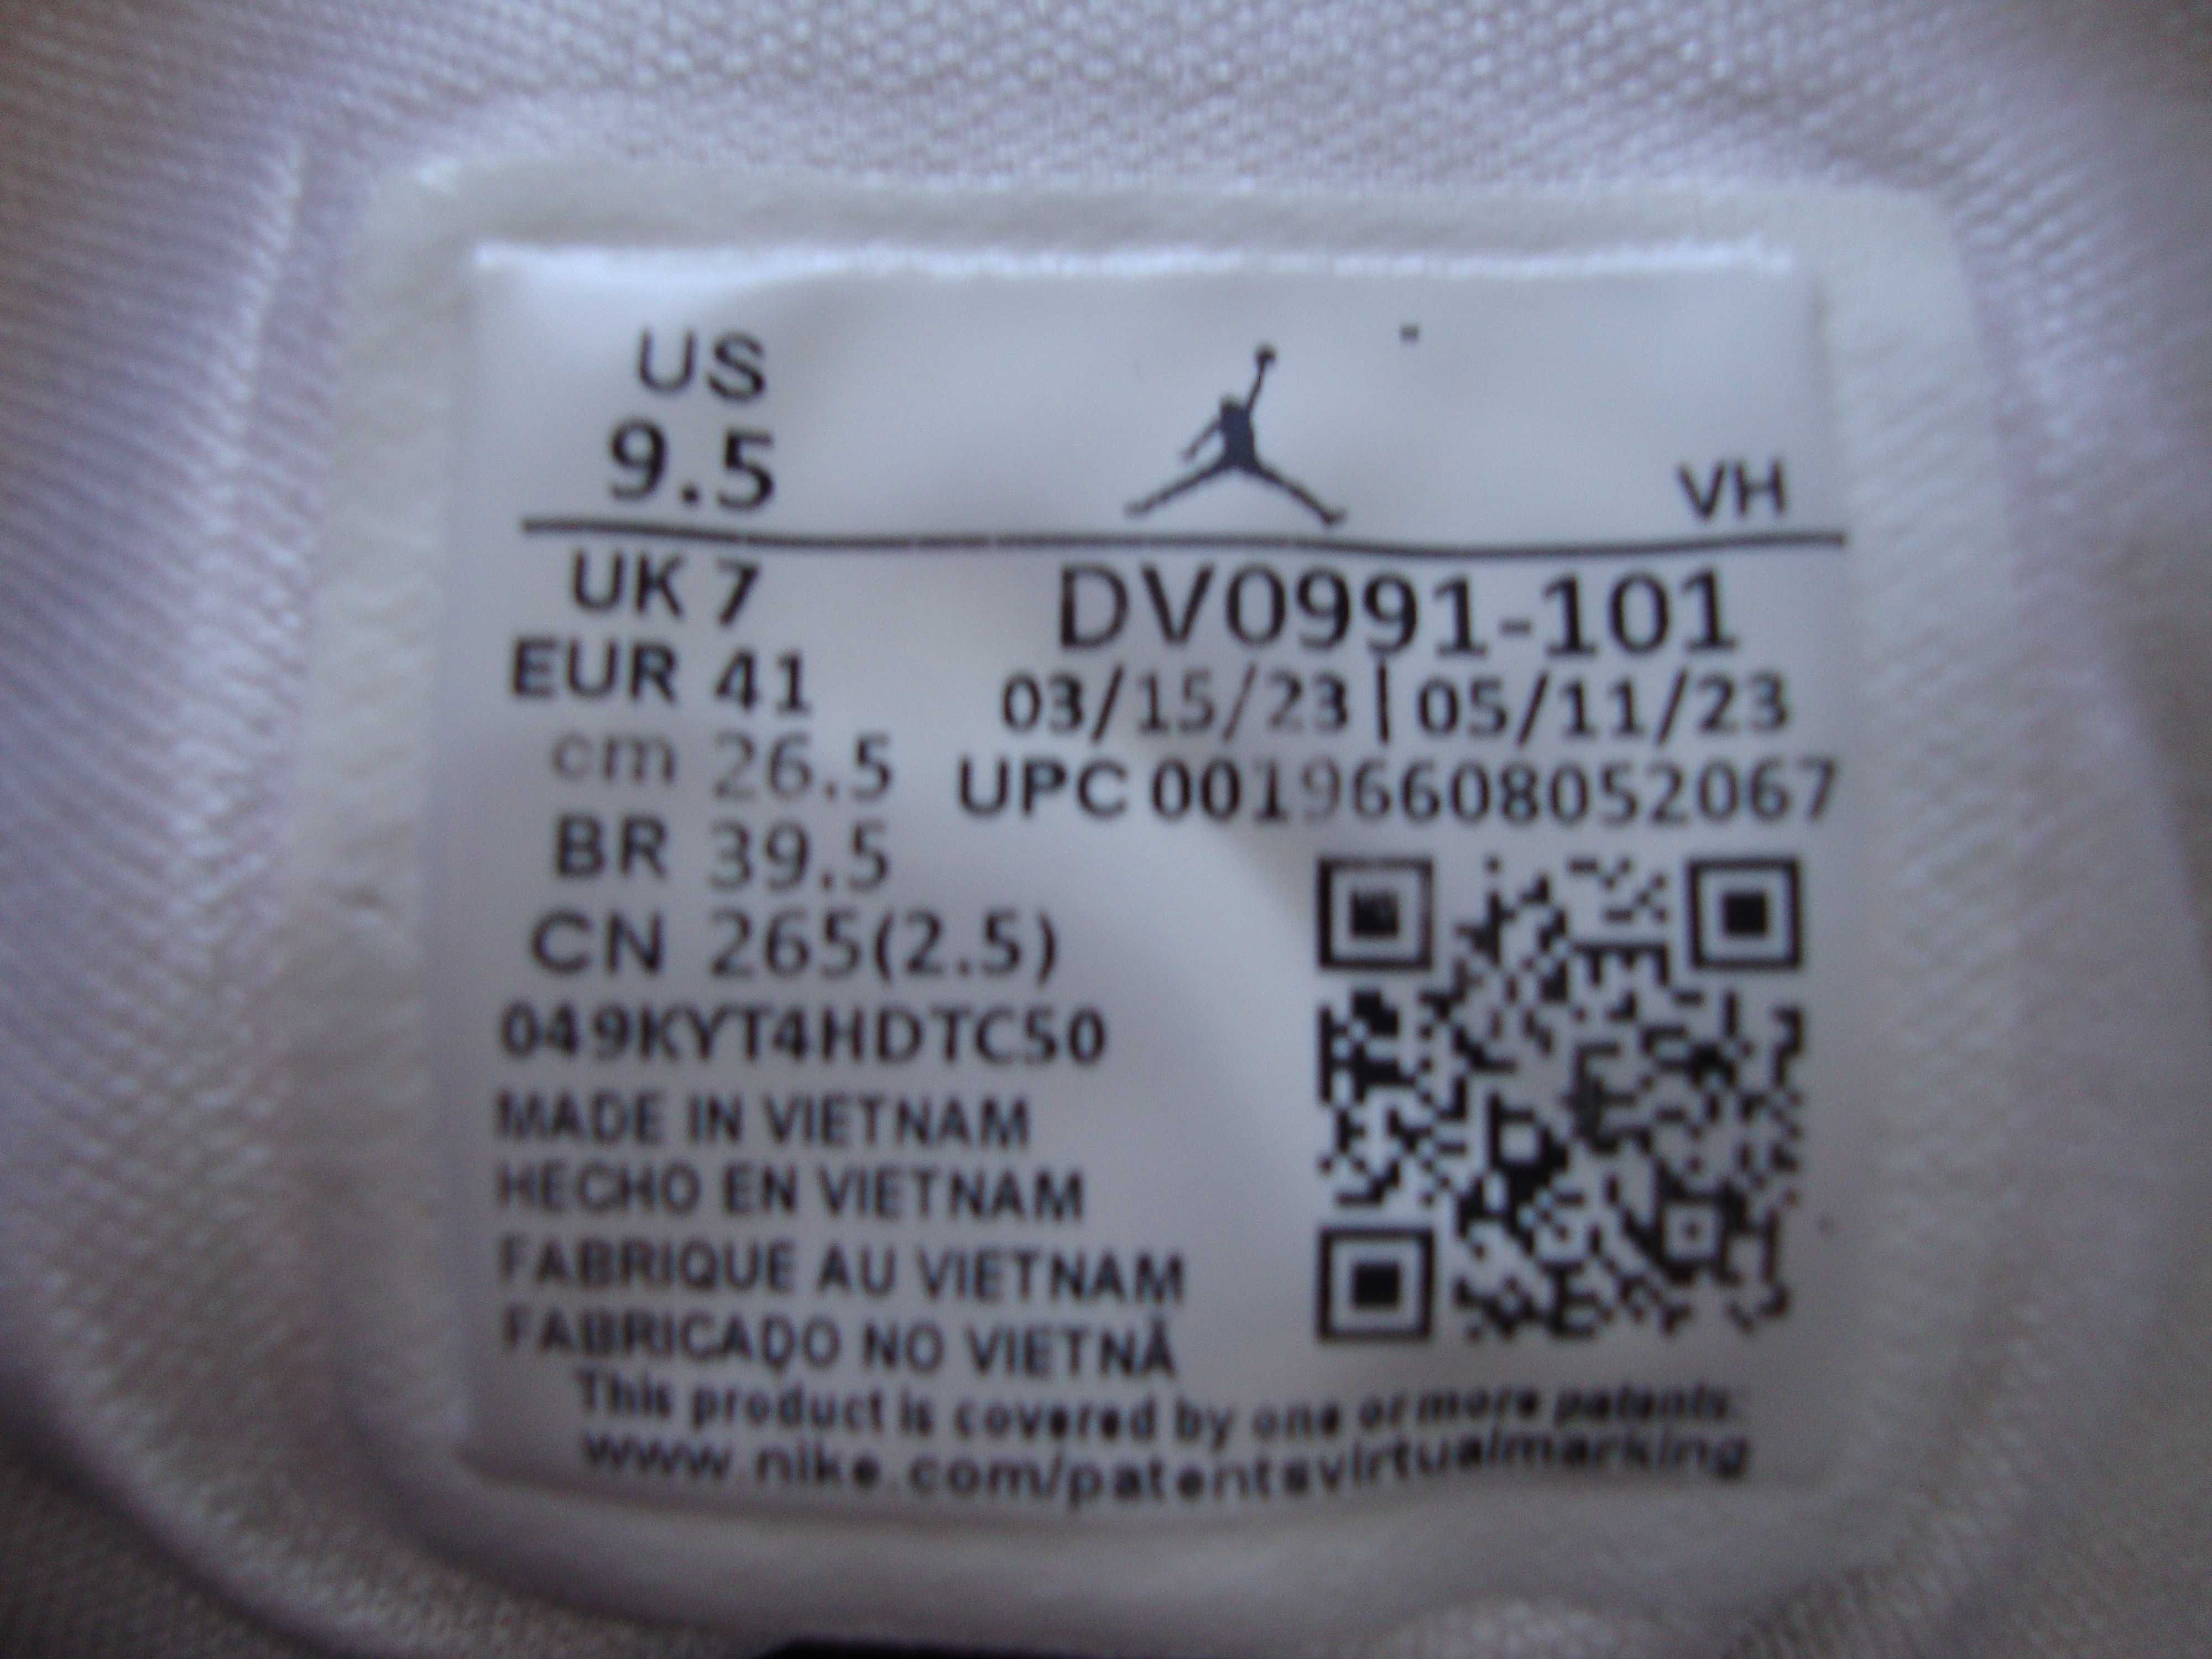 US
9.5
VH
UK 7
DV0991-101
EUR 41
03/15/23 | 05/11/23
cm 26.5
UPC 00196608052067
BR 39.5
CN 265(2.5)
049KYT4HDTC50
MADE IN VIETNAM
HECHO EN VIETNAM
FABRIQUE AU VIETNAM
FABRICADO NO VIETNÃ
This product is covered by one or more patents.
www.nike.com/patentsvirtualmarking